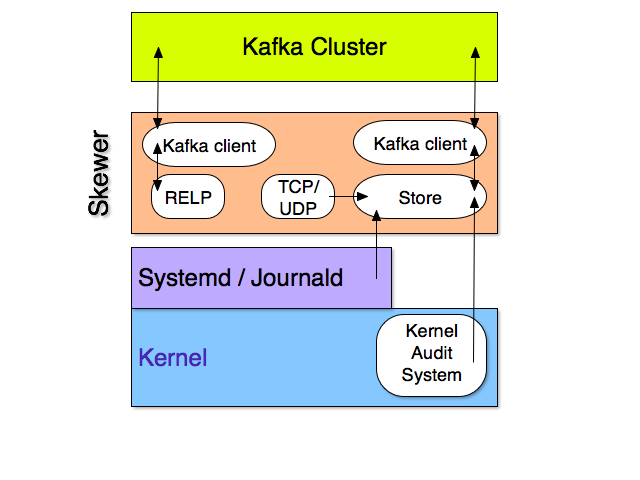 Kafka Cluster
Skewer
Kafka client
Kafka client
RELP
TCP/
UDP
Store
Systemd / Journald
Kernel
Kernel
Audit
System